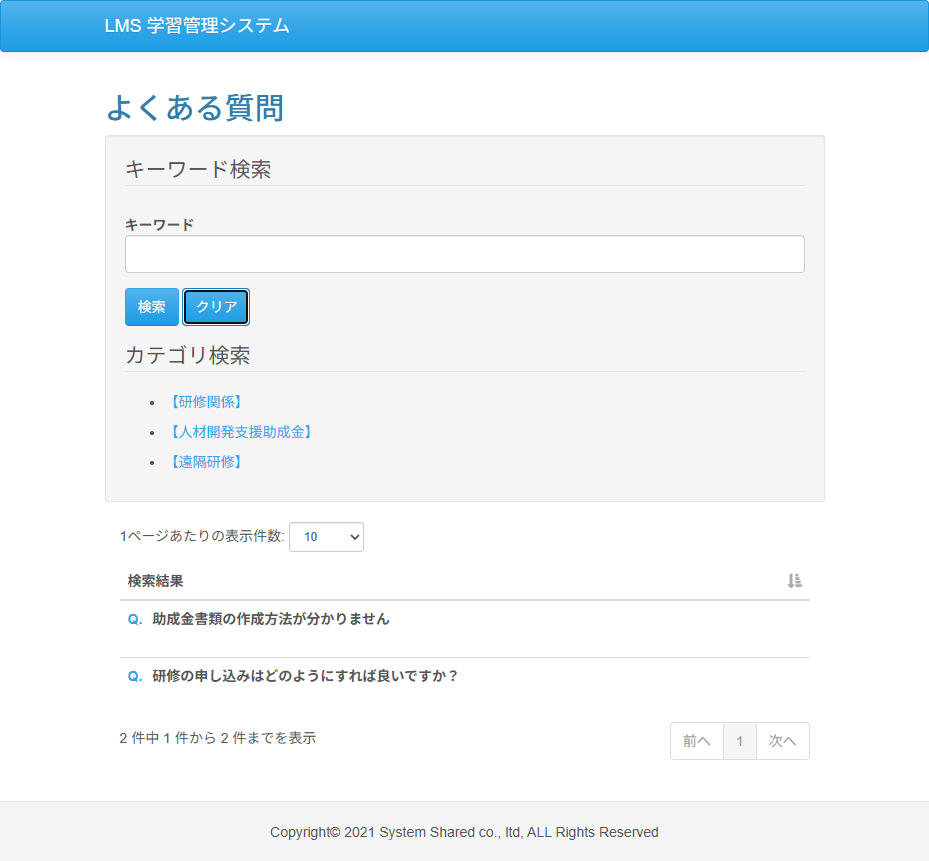 LMS 学習管理システム
よくある質問
キーワード検索
キーワード
検索 クリア
カテゴリ検索
【研修関係】
【人材開発支援助成金】
【遠隔研修】
1ページあたりの表示件数: 10
検索結果
Q. 助成金書類の作成方法が分かりません
Q. 研修の申し込みはどのようにすれば良いですか？
2 件中 1 件から 2 件までを表示
前へ 1 次へ
Copyright© 2021 System Shared co., ltd, ALL Rights Reserved